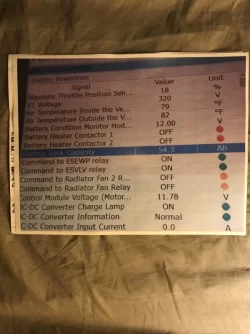 Electric Powertrain
Signal Value Unit
Absolute Throttle Position Sen... 18 %
HT Voltage 320 V
Air Temperature Inside the Ve... 79 °F
Air Temperature Outside the V... 82 °F
Battery Condition Monitor Mod... 12.00 V
Battery Heater Contactor 1 OFF
Battery Heater Contactor 2 OFF
Capacity 54.3 Ah
Command to ESEWP relay ON
Command to ESVLV relay ON
Command to Radiator Fan 2 R... OFF
Command to Radiator Fan Relay OFF
Control Module Voltage (Motor... 11.78 V
DC-DC Converter Charge Lamp ON
DC-DC Converter Information Normal
DC-DC Converter Input Current 0.0 A